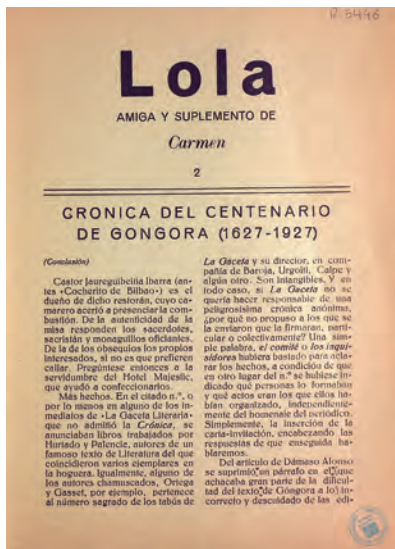 R-5446
Lola
AMIGA Y SUPLEMENTO DE
Carmen
2
CRONICA DEL CENTENARIO
DE GONGORA (1627-1927)
(Conclusión)
Castor Jaureguibeitia Ibarra (an-
tes «Cocherito de Bilbao») es el
dueño de dicho restorán, cuyo ca-
marero acertó a presenciar la com-
bustión. De la autenticidad de la
misa responden los sacerdotes,
sacristán y monaguillos oficiantes.
De la de los obsequios los propios
interesados, si no es que prefieren
callar. Pregúntese entonces a la
servidumbre del Hotel Majestic,
que ayudó a confeccionarlos.
Más hechos. En el citado n.º, o
por lo menos en alguno de los in-
mediatos de «La Gaceta Literaria»
que no admitió la Crónica, se
anunciaban libros trabajados por
Hurtado y Palencia, autores de un
famoso texto de Literatura del que
coincidieron varios ejemplares en
la hoguera. Igualmente, alguno de
los autores chamuscados, Ortega
y Gasset, por ejemplo, pertenece
al número sagrado de los tabús de
La Gaceta y su director, en com-
pañía de Baroja, Urgoiti, Calpe y
algún otro. Son intangibles. Y en
todo caso, si La Gaceta no se
quería hacer responsable de una
peligrosísima crónica anónima,
¿por qué no propuso a los que se
la enviaron que la firmaran, parti-
cular o colectivamente? Una sim-
ple palabra, el comité o los inqui-
sidores hubiera bastado para acla-
rar los hechos, a condición de que
en otro lugar del n.º se hubiese in-
dicado qué personas lo formaban
y qué actos eran los que ellos ha-
bían organizado, independiente-
mente del homenaje del periódico.
Simplemente, la inserción de la
carta-invitación, encabezando las
respuestas de que enseguida ha-
blaremos.
Del artículo de Dámaso Alonso
se suprimió un párrafo en el que
achacaba gran parte de la dificul-
tad del texto de Góngora a lo in-
correcto y descuidado de las edi-